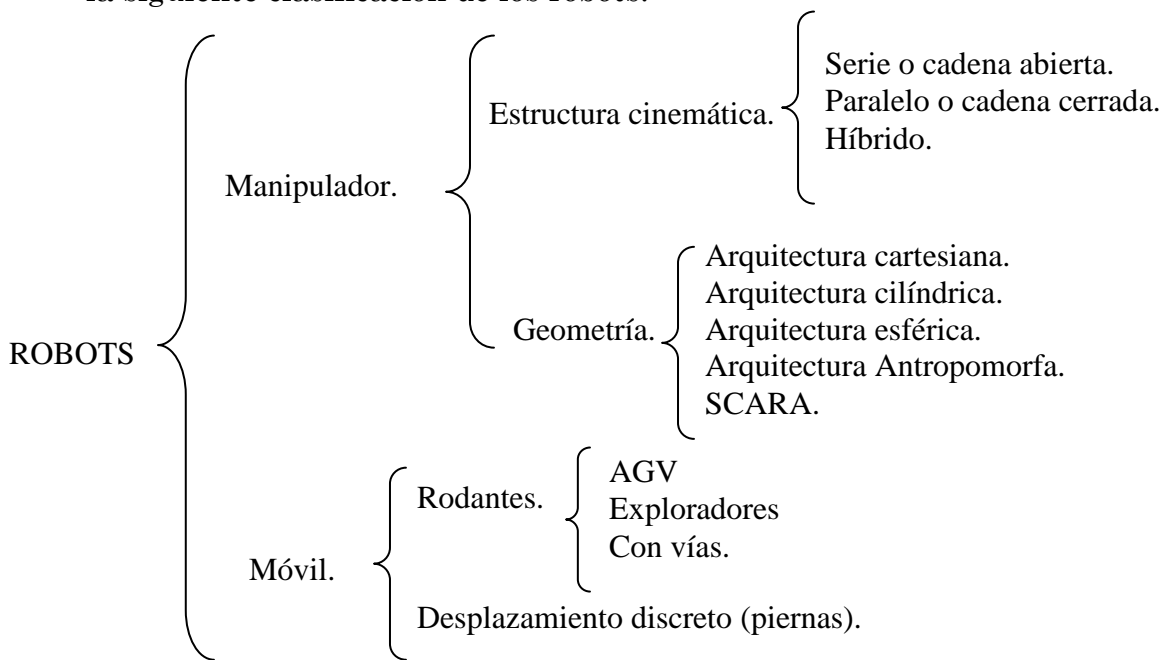 la siguiente clasificación de los robots:
Serie o cadena abierta.
Estructura cinemática.
Paralelo o cadena cerrada.
Híbrido.
Manipulador.
Arquitectura cartesiana.
Arquitectura cilíndrica.
Geometría.
Arquitectura esférica.
ROBOTS
Arquitectura Antropomorfa.
SCARA.
AGV
Rodantes.
Exploradores
Con vías.
Móvil.
Desplazamiento discreto (piernas).